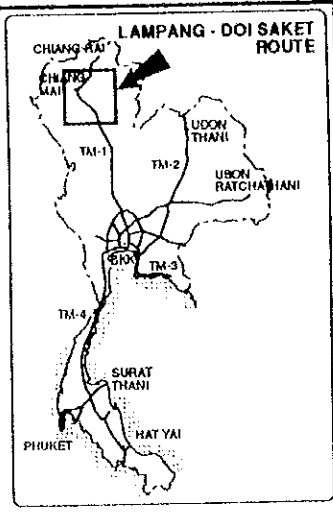 LAMPANG - DOI SAKET
ROUTE
CHIANG RAI
CHIANG
MAI
TM-1
UDON
THANI
TM-2
UBON
RATCHATHANI
BKK
TM-3
TM-4
SURAT
THANI
PHUKET
HAT YAI